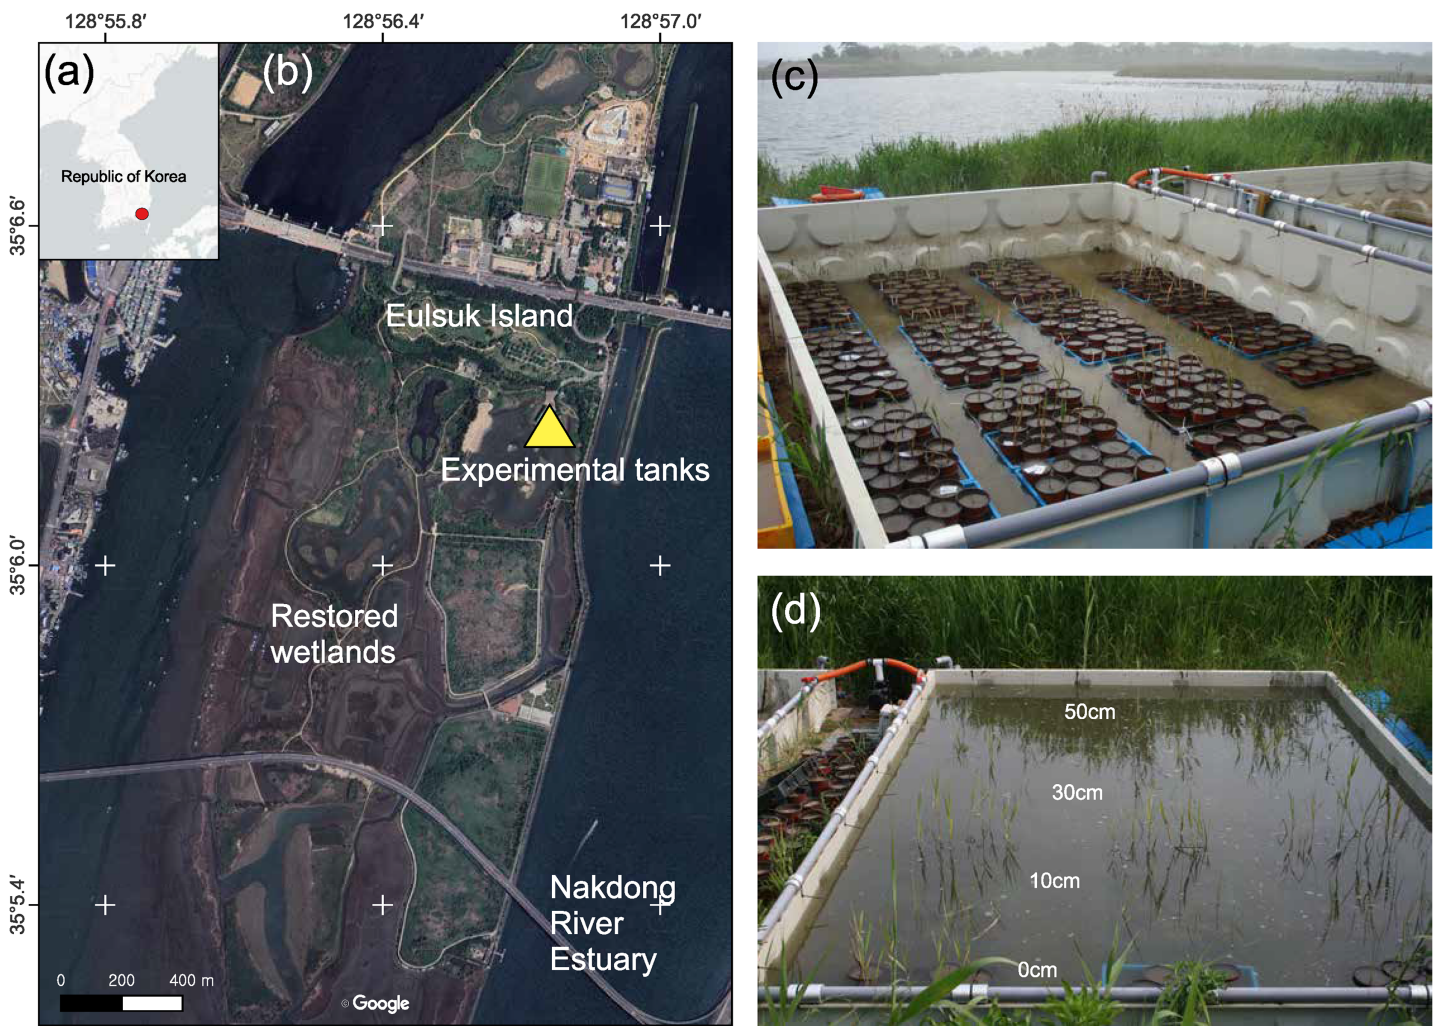 128°55.8′
128°56.4′
128°57.0′
(a)
(b)
Republic of Korea
35°6.6′
Eulsuk Island
Experimental tanks
35°6.0′
Restored
wetlands
35°5.4′
Nakdong
River
Estuary
0
200
400 m
© Google
(c)
(d)
50cm
30cm
10cm
0cm